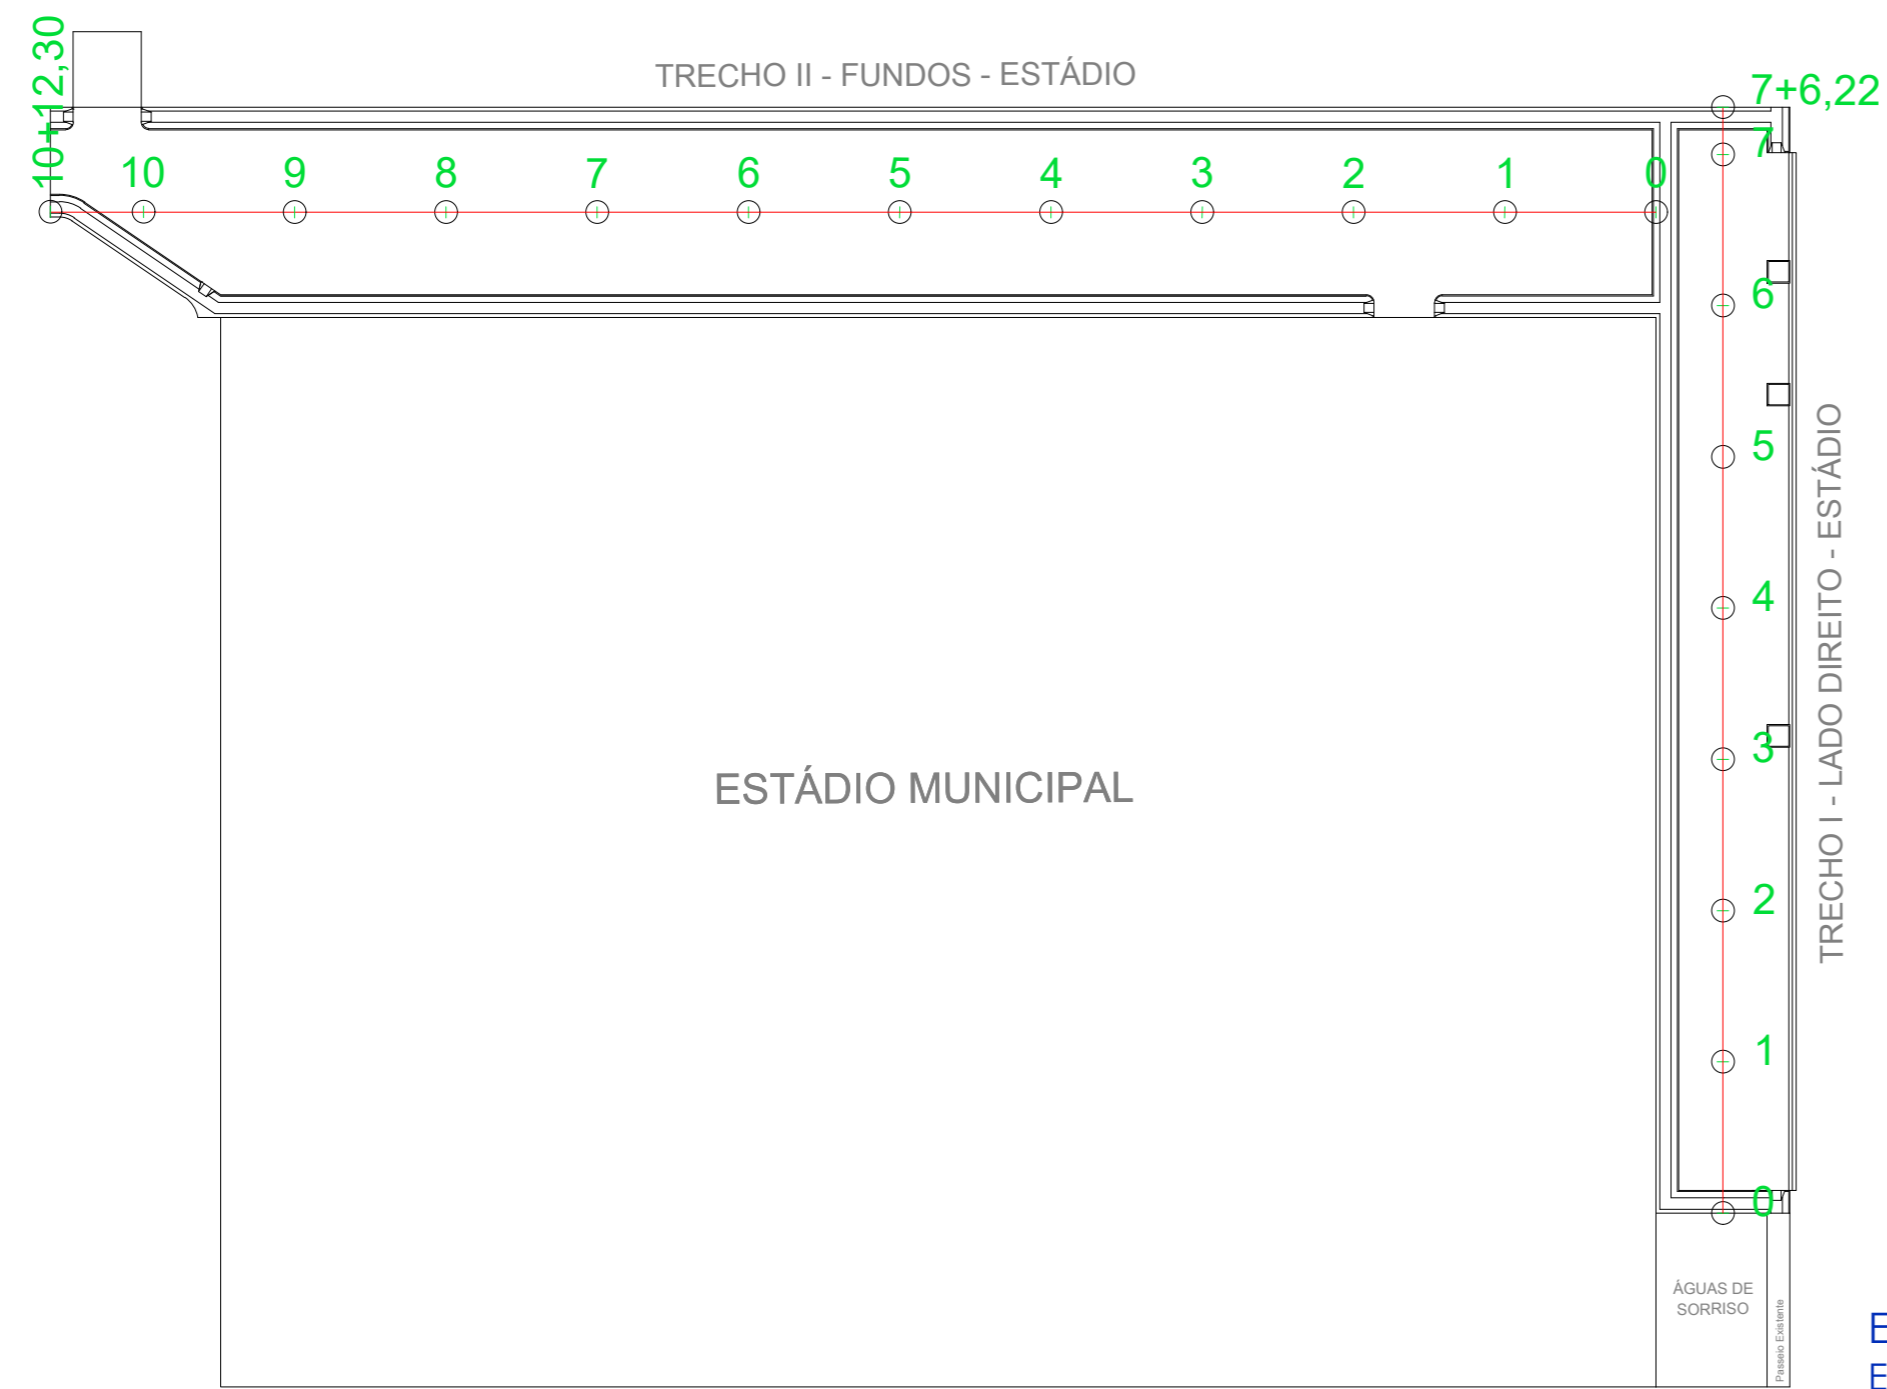 10+12,30
TRECHO II - FUNDOS - ESTÁDIO
7+6,22
10 9 8 7 6 5 4 3 2 1 0
7
6
5
4
3
2
1
0
TRECHO I - LADO DIREITO - ESTÁDIO
ESTÁDIO MUNICIPAL
ÁGUAS DE
SORRISO
Passeio Existente
E
E